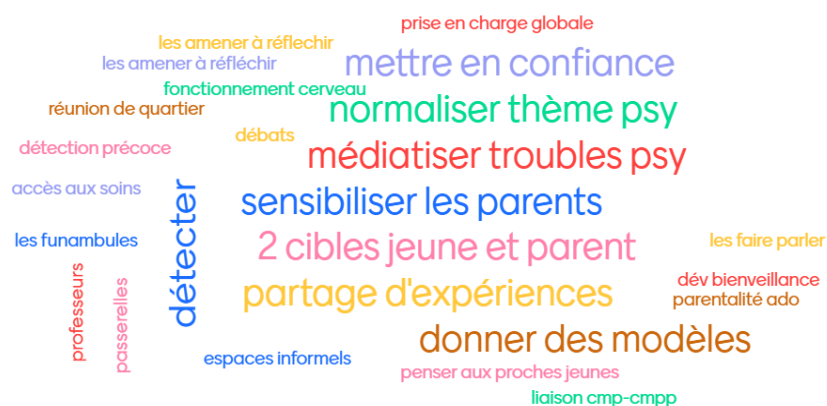 prise en charge globale
les amener à réflechir
les amener à réfléchir
mettre en confiance
fonctionnement cerveau
réunion de quartier
normaliser thème psy
débats
détection précoce
médiatiser troubles psy
accès aux soins
détecter
sensibiliser les parents
les funambules
2 cibles jeune et parent
les faire parler
professeurs
passerelles
partage d'expériences
dév bienveillance
parentalité ado
donner des modèles
espaces informels
penser aux proches jeunes
liaison cmp-cmpp